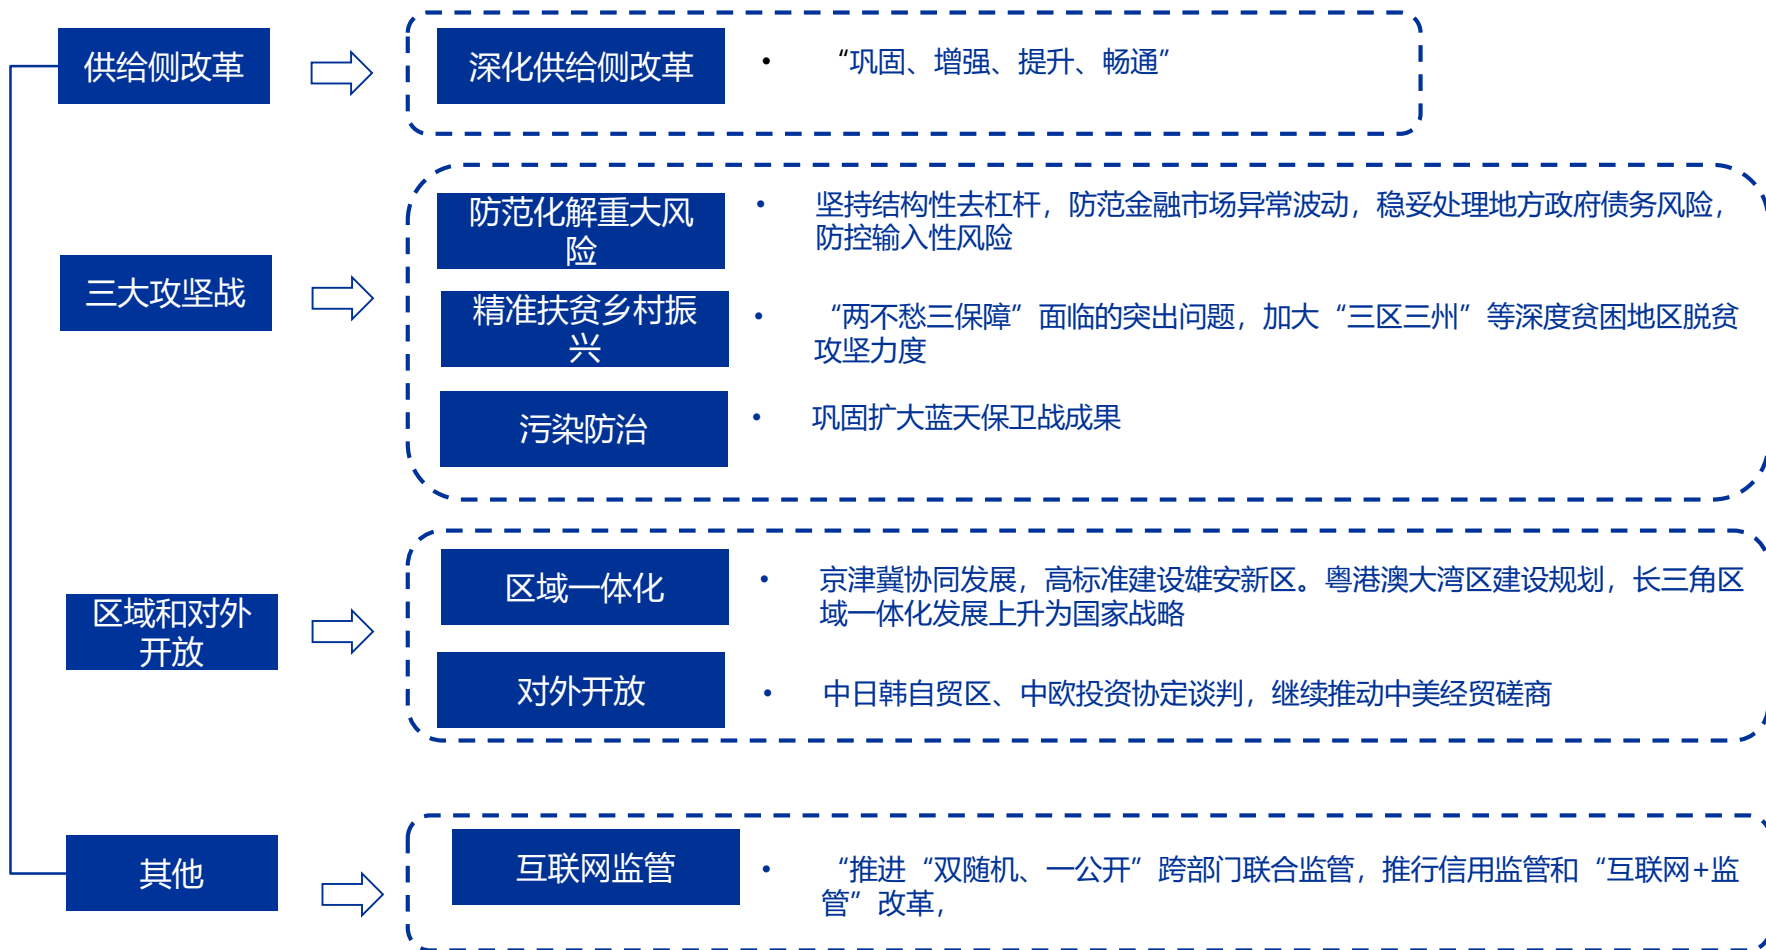 供给侧改革
深化供给侧改革
• “巩固、增强、提升、畅通”
三大攻坚战
防范化解重大风
险
• 坚持结构性去杠杆，防范金融市场异常波动，稳妥处理地方政府债务风险，
防控输入性风险
精准扶贫乡村振
兴
• “两不愁三保障”面临的突出问题，加大“三区三州”等深度贫困地区脱贫
攻坚力度
污染防治
• 巩固扩大蓝天保卫战成果
区域和对外
开放
区域一体化
• 京津冀协同发展，高标准建设雄安新区。粤港澳大湾区建设规划，长三角区
域一体化发展上升为国家战略
对外开放
• 中日韩自贸区、中欧投资协定谈判，继续推动中美经贸磋商
其他
互联网监管
• “推进“双随机、一公开”跨部门联合监管，推行信用监管和“互联网+监
管”改革，